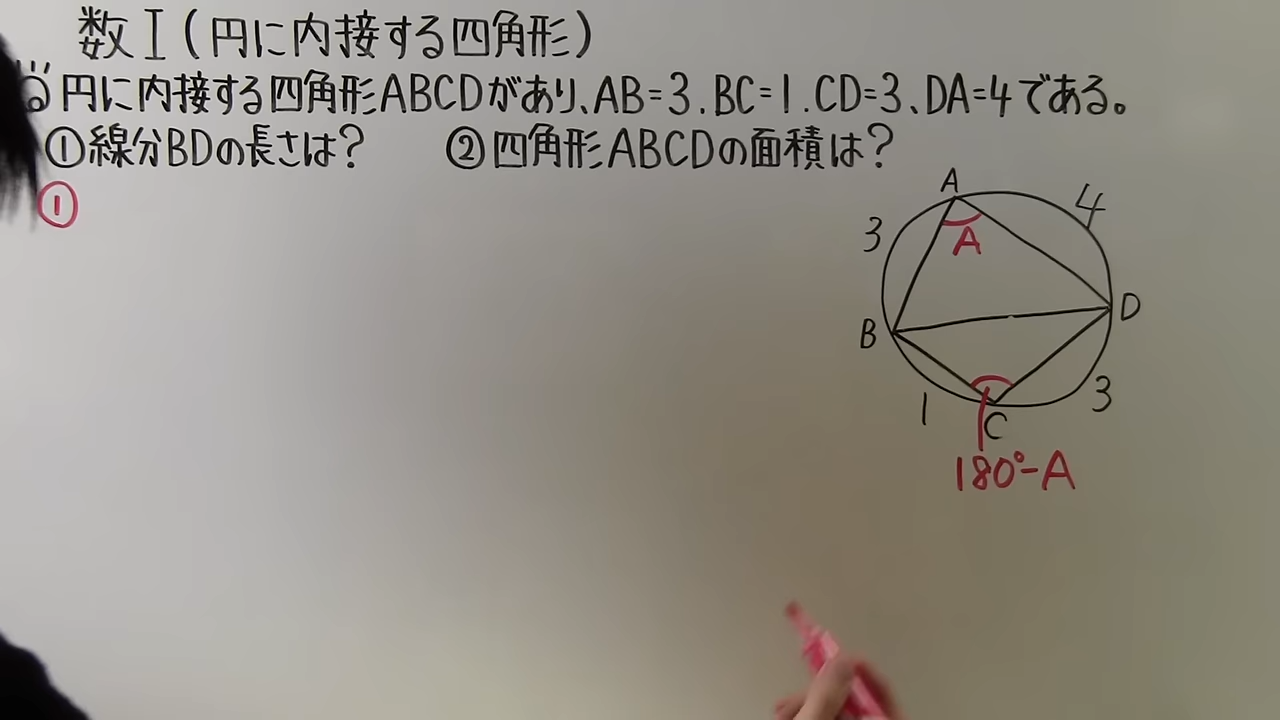 数I(円に内接する四角形)
円に内接する四角形ABCDがあり、AB=3、BC=1、CD=3、DA=4である。
①線分BDの長さは? ②四角形ABCDの面積は?
①
A
4
3
A
B
D
1
C
3
180°-A